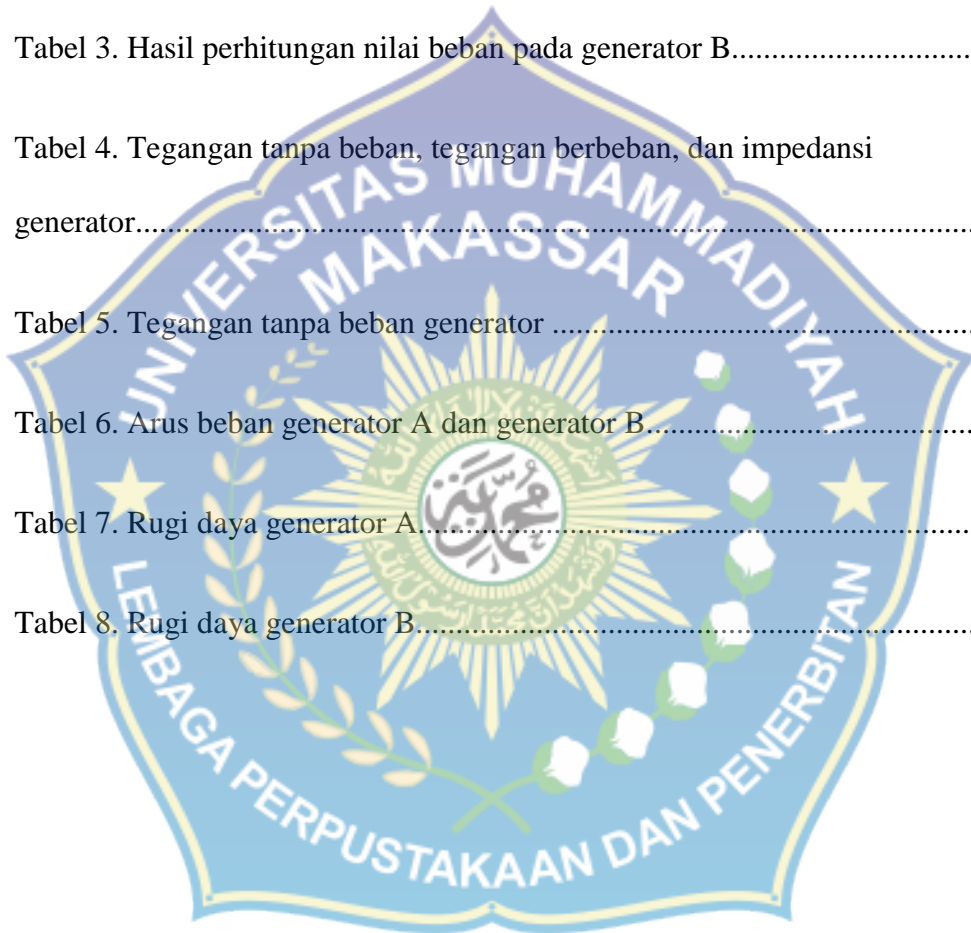 Tabel 3. Hasil perhitungan nilai beban pada generator B............................
Tabel 4. Tegangan tanpa beban, tegangan berbeban, dan impedansi
generator.....................................................................................
Tabel 5. Tegangan tanpa beban generator ..........................................
Tabel 6. Arus beban generator A dan generator B................................
Tabel 7. Rugi daya generator A........................................................
Tabel 8. Rugi daya generator B........................................................
UNIVERSITAS MUHAMMADIYAH
MAKASSAR
LEMBAGA PERPUSTAKAAN DAN PENERBITAN